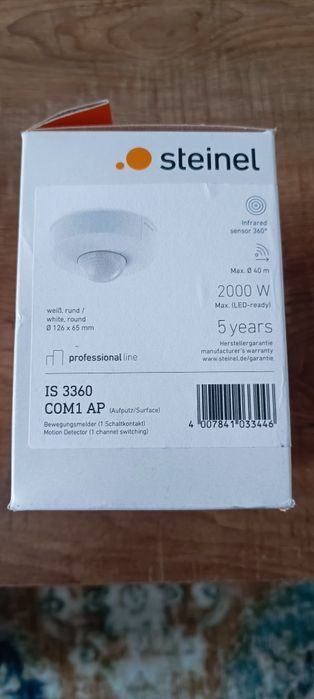 steinel
Infrared
sensor 360°
Max. Ø 40 m
2000 W
Max. (LED-ready)
weiß, rund /
white, round
Ø 126 x 65 mm
5 years
Herstellergarantie
manufacturer's warranty
www.steinel.de/garantie
professional line
IS 3360
COM1 AP (Aufputz/Surface)
Bewegungsmelder (1 Schaltkontakt)
Motion Detector (1 channel switching)
4 007841 033446